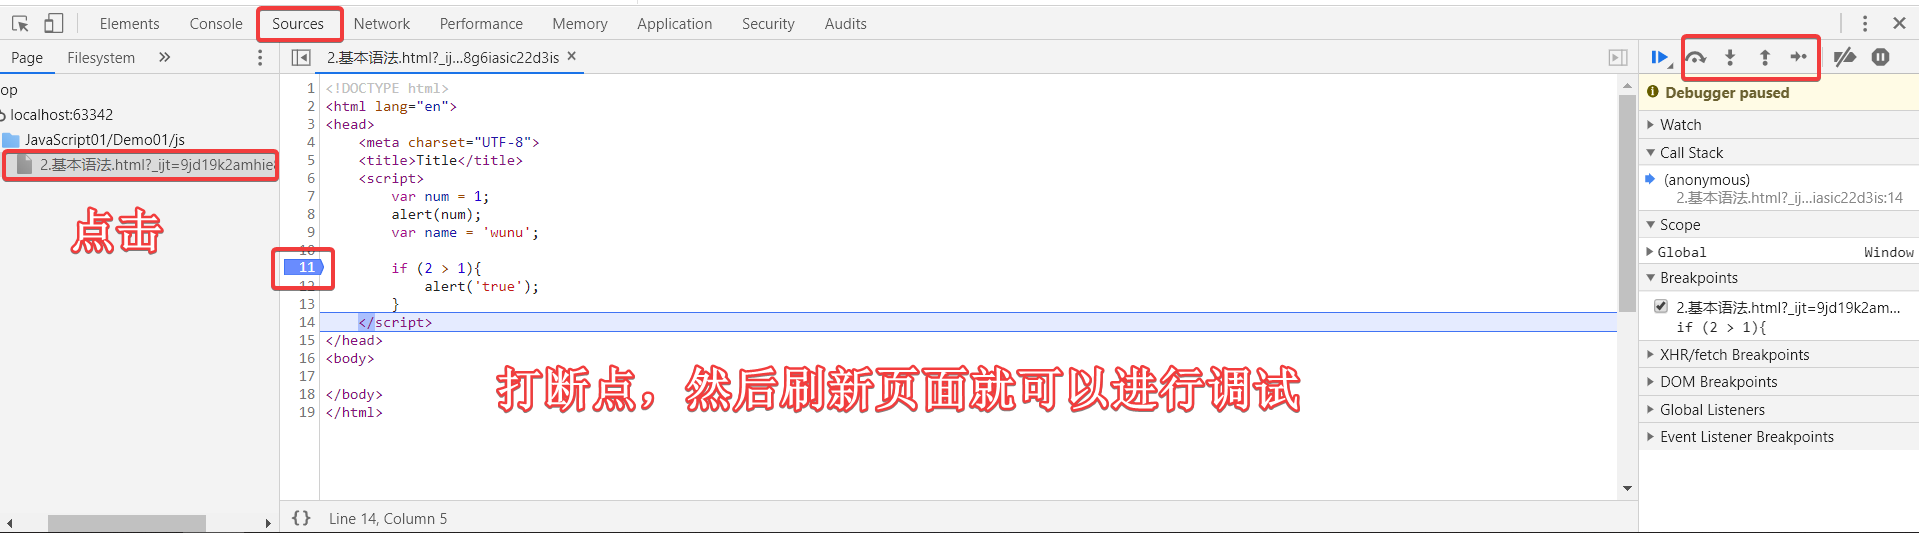 Elements Console Sources Network Performance Memory Application Security Audits
Page Filesystem »
2.基本语法.html?_ij...8g6iasic22d3is ×
op
localhost:63342
JavaScript01/Demo01/js
2.基本语法.html?_ijt=9jd19k2amhie
点击
1 <!DOCTYPE html>
2 <html lang="en">
3 <head>
4 <meta charset="UTF-8">
5 <title>Title</title>
6 <script>
7 var num = 1;
8 alert(num);
9 var name = 'wunu';
10
11 if (2 > 1){
12 alert('true');
13 }
14 </script>
15 </head>
16 <body>
17
18 </body>
19 </html>
打断点，然后刷新页面就可以进行调试
{} Line 14, Column 5
Debugger paused
Watch
Call Stack
(anonymous)
2.基本语法.html?_ij...iasic22d3is:14
Scope
Global Window
Breakpoints
2.基本语法.html?_ijt=9jd19k2am...
if (2 > 1){
XHR/fetch Breakpoints
DOM Breakpoints
Global Listeners
Event Listener Breakpoints